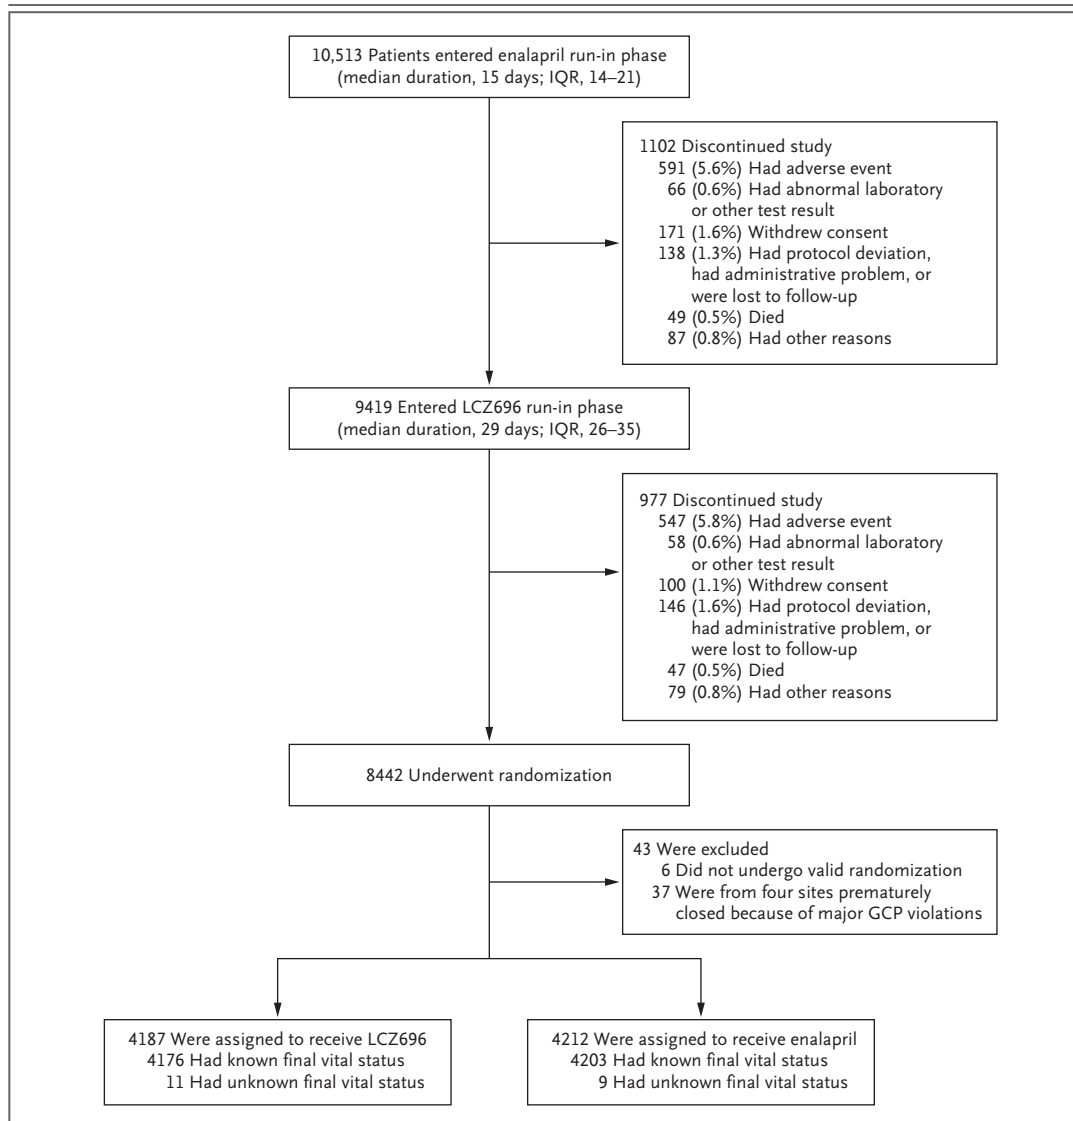 10,513 Patients entered enalapril run-in phase
(median duration, 15 days; IQR, 14–21)
1102 Discontinued study
591 (5.6%) Had adverse event
66 (0.6%) Had abnormal laboratory
or other test result
171 (1.6%) Withdrew consent
138 (1.3%) Had protocol deviation,
had administrative problem, or
were lost to follow-up
49 (0.5%) Died
87 (0.8%) Had other reasons
9419 Entered LCZ696 run-in phase
(median duration, 29 days; IQR, 26–35)
977 Discontinued study
547 (5.8%) Had adverse event
58 (0.6%) Had abnormal laboratory
or other test result
100 (1.1%) Withdrew consent
146 (1.6%) Had protocol deviation,
had administrative problem, or
were lost to follow-up
47 (0.5%) Died
79 (0.8%) Had other reasons
8442 Underwent randomization
43 Were excluded
6 Did not undergo valid randomization
37 Were from four sites prematurely
closed because of major GCP violations
4187 Were assigned to receive LCZ696
4176 Had known final vital status
11 Had unknown final vital status
4212 Were assigned to receive enalapril
4203 Had known final vital status
9 Had unknown final vital status